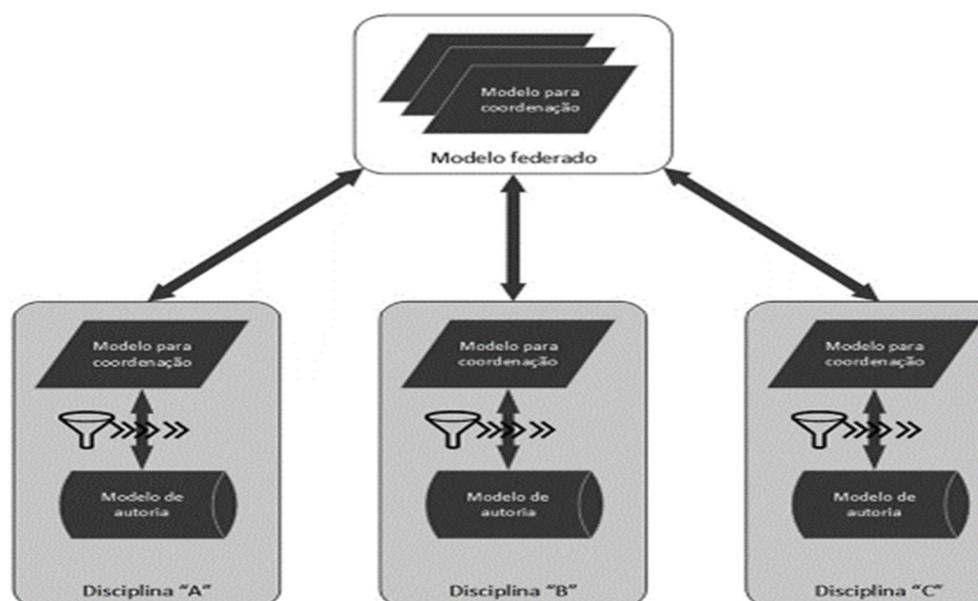 Modelo para
coordenação
Modelo federado
Modelo para
coordenação
Modelo de
autoria
Disciplina "A"
Modelo para
coordenação
Modelo de
autoria
Disciplina "B"
Modelo para
coordenação
Modelo de
autoria
Disciplina "C"